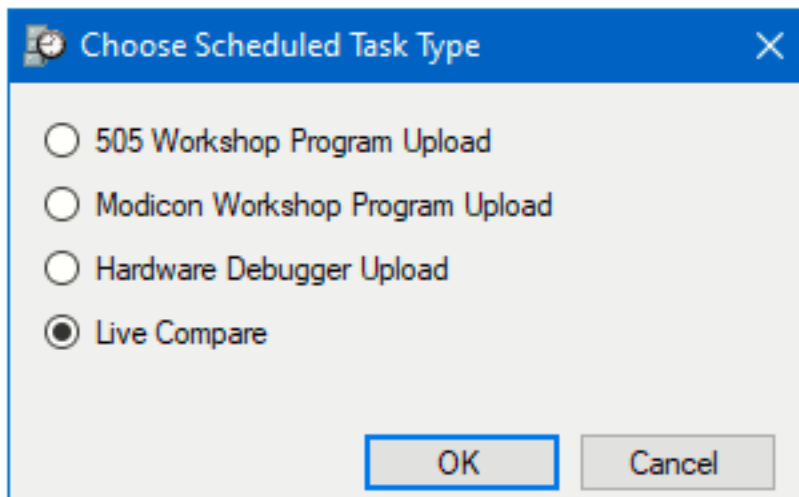 Choose Scheduled Task Type
505 Workshop Program Upload
Modicon Workshop Program Upload
Hardware Debugger Upload
Live Compare
OK Cancel